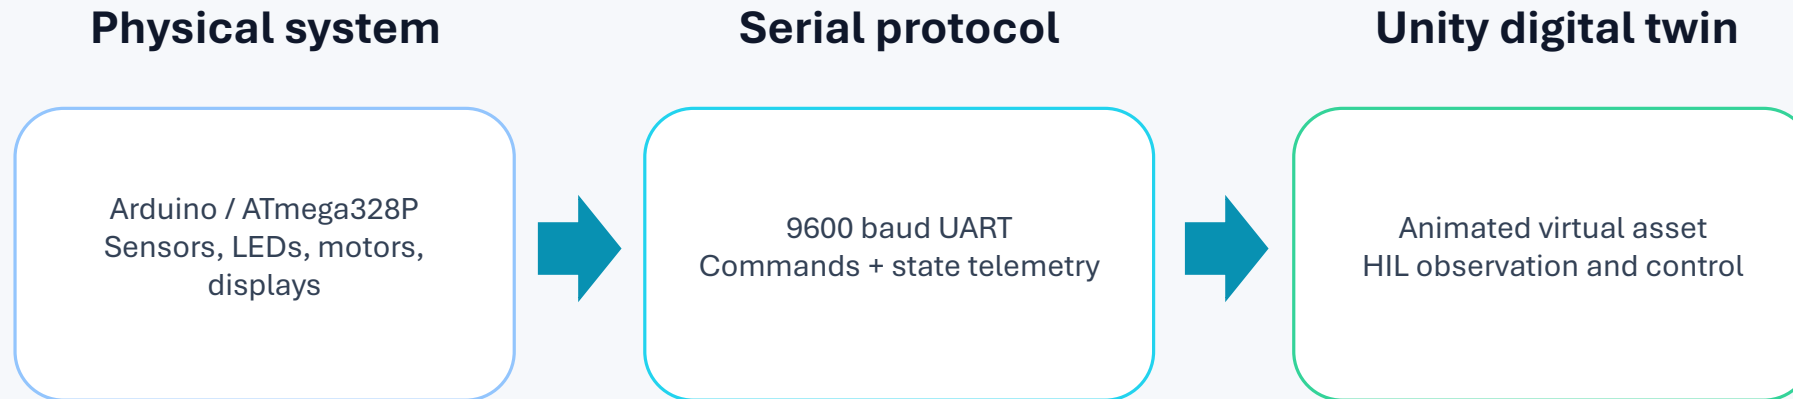 Physical system
Serial protocol
Unity digital twin
Arduino / ATmega328P
Sensors, LEDs, motors,
displays
9600 baud UART
Commands + state telemetry
Animated virtual asset
HIL observation and control